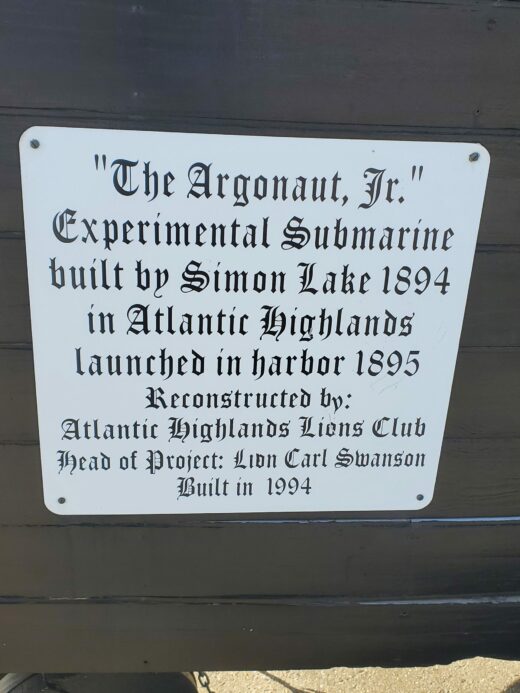 "The Argonaut, Jr."
Experimental Submarine
built by Simon Lake 1894
in Atlantic Highlands
launched in harbor 1895
Reconstructed by:
Atlantic Highlands Lions Club
Head of Project: Lion Carl Swanson
Built in 1994